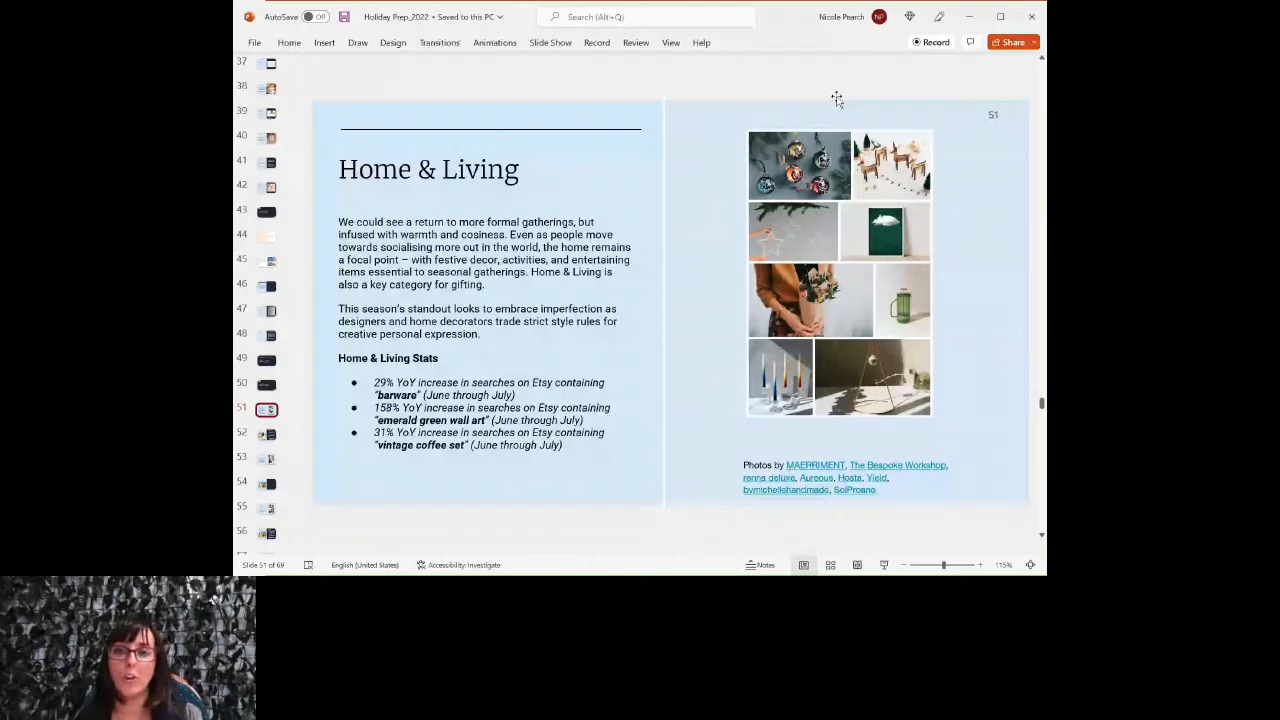 AutoSave Off Holiday Prep_2022 • Saved to this PC Search (Alt+Q) Nicole Pearch NP
File Home Insert Draw Design Transitions Animations Slide Show Record Review View Help Record Share
37
38
39
40
41
42
43
44
45
46
47
48
49
50
51
52
53
54
55
56
51
Home & Living
We could see a return to more formal gatherings, but
infused with warmth and cosiness. Even as people move
towards socialising more out in the world, the home remains
a focal point – with festive decor, activities, and entertaining
items essential to seasonal gatherings. Home & Living is
also a key category for gifting.
This season's standout looks to embrace imperfection as
designers and home decorators trade strict style rules for
creative personal expression.
Home & Living Stats
● 29% YoY increase in searches on Etsy containing
"barware" (June through July)
● 158% YoY increase in searches on Etsy containing
"emerald green wall art" (June through July)
● 31% YoY increase in searches on Etsy containing
"vintage coffee set" (June through July)
Photos by MAERRIMENT, The Bespoke Workshop,
renna deluxe, Aureous, Hosta, Yield,
bymichellehandmade, SolProano
Slide 51 of 69 English (United States) Accessibility: Investigate Notes 115%